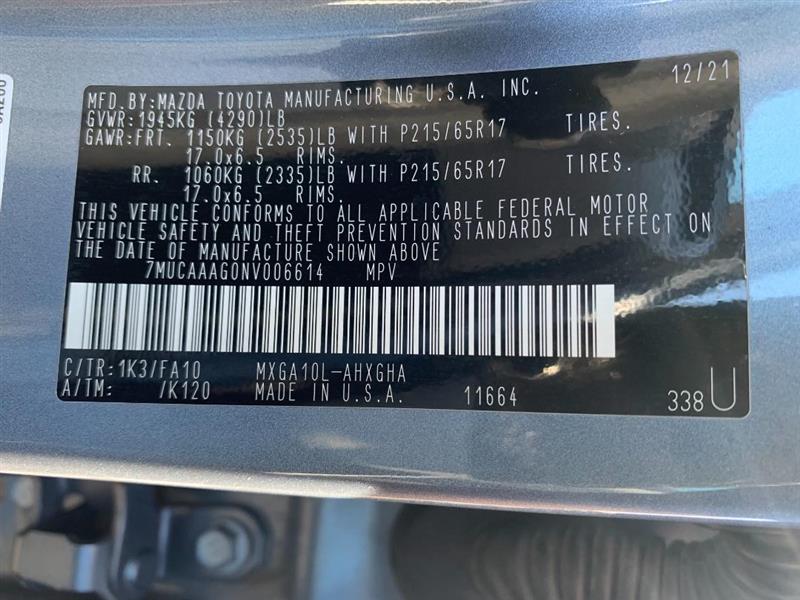 MFD.BY:MAZDA TOYOTA MANUFACTURING U.S.A. INC. 12/21
GVWR:1945KG (4290)LB
GAWR:FRT. 1150KG (2535)LB WITH P215/65R17 TIRES.
17.0x6.5 RIMS.
RR. 1060KG (2335)LB WITH P215/65R17 TIRES.
17.0x6.5 RIMS.
THIS VEHICLE CONFORMS TO ALL APPLICABLE FEDERAL MOTOR
VEHICLE SAFETY AND THEFT PREVENTION STANDARDS IN EFFECT ON
THE DATE OF MANUFACTURE SHOWN ABOVE
7MUCAAAG0NV006614 MPV
C/TR:1K3/FA10 MXGA10L-AHXGHA
A/TM: /K120 MADE IN U.S.A. 11664 338U